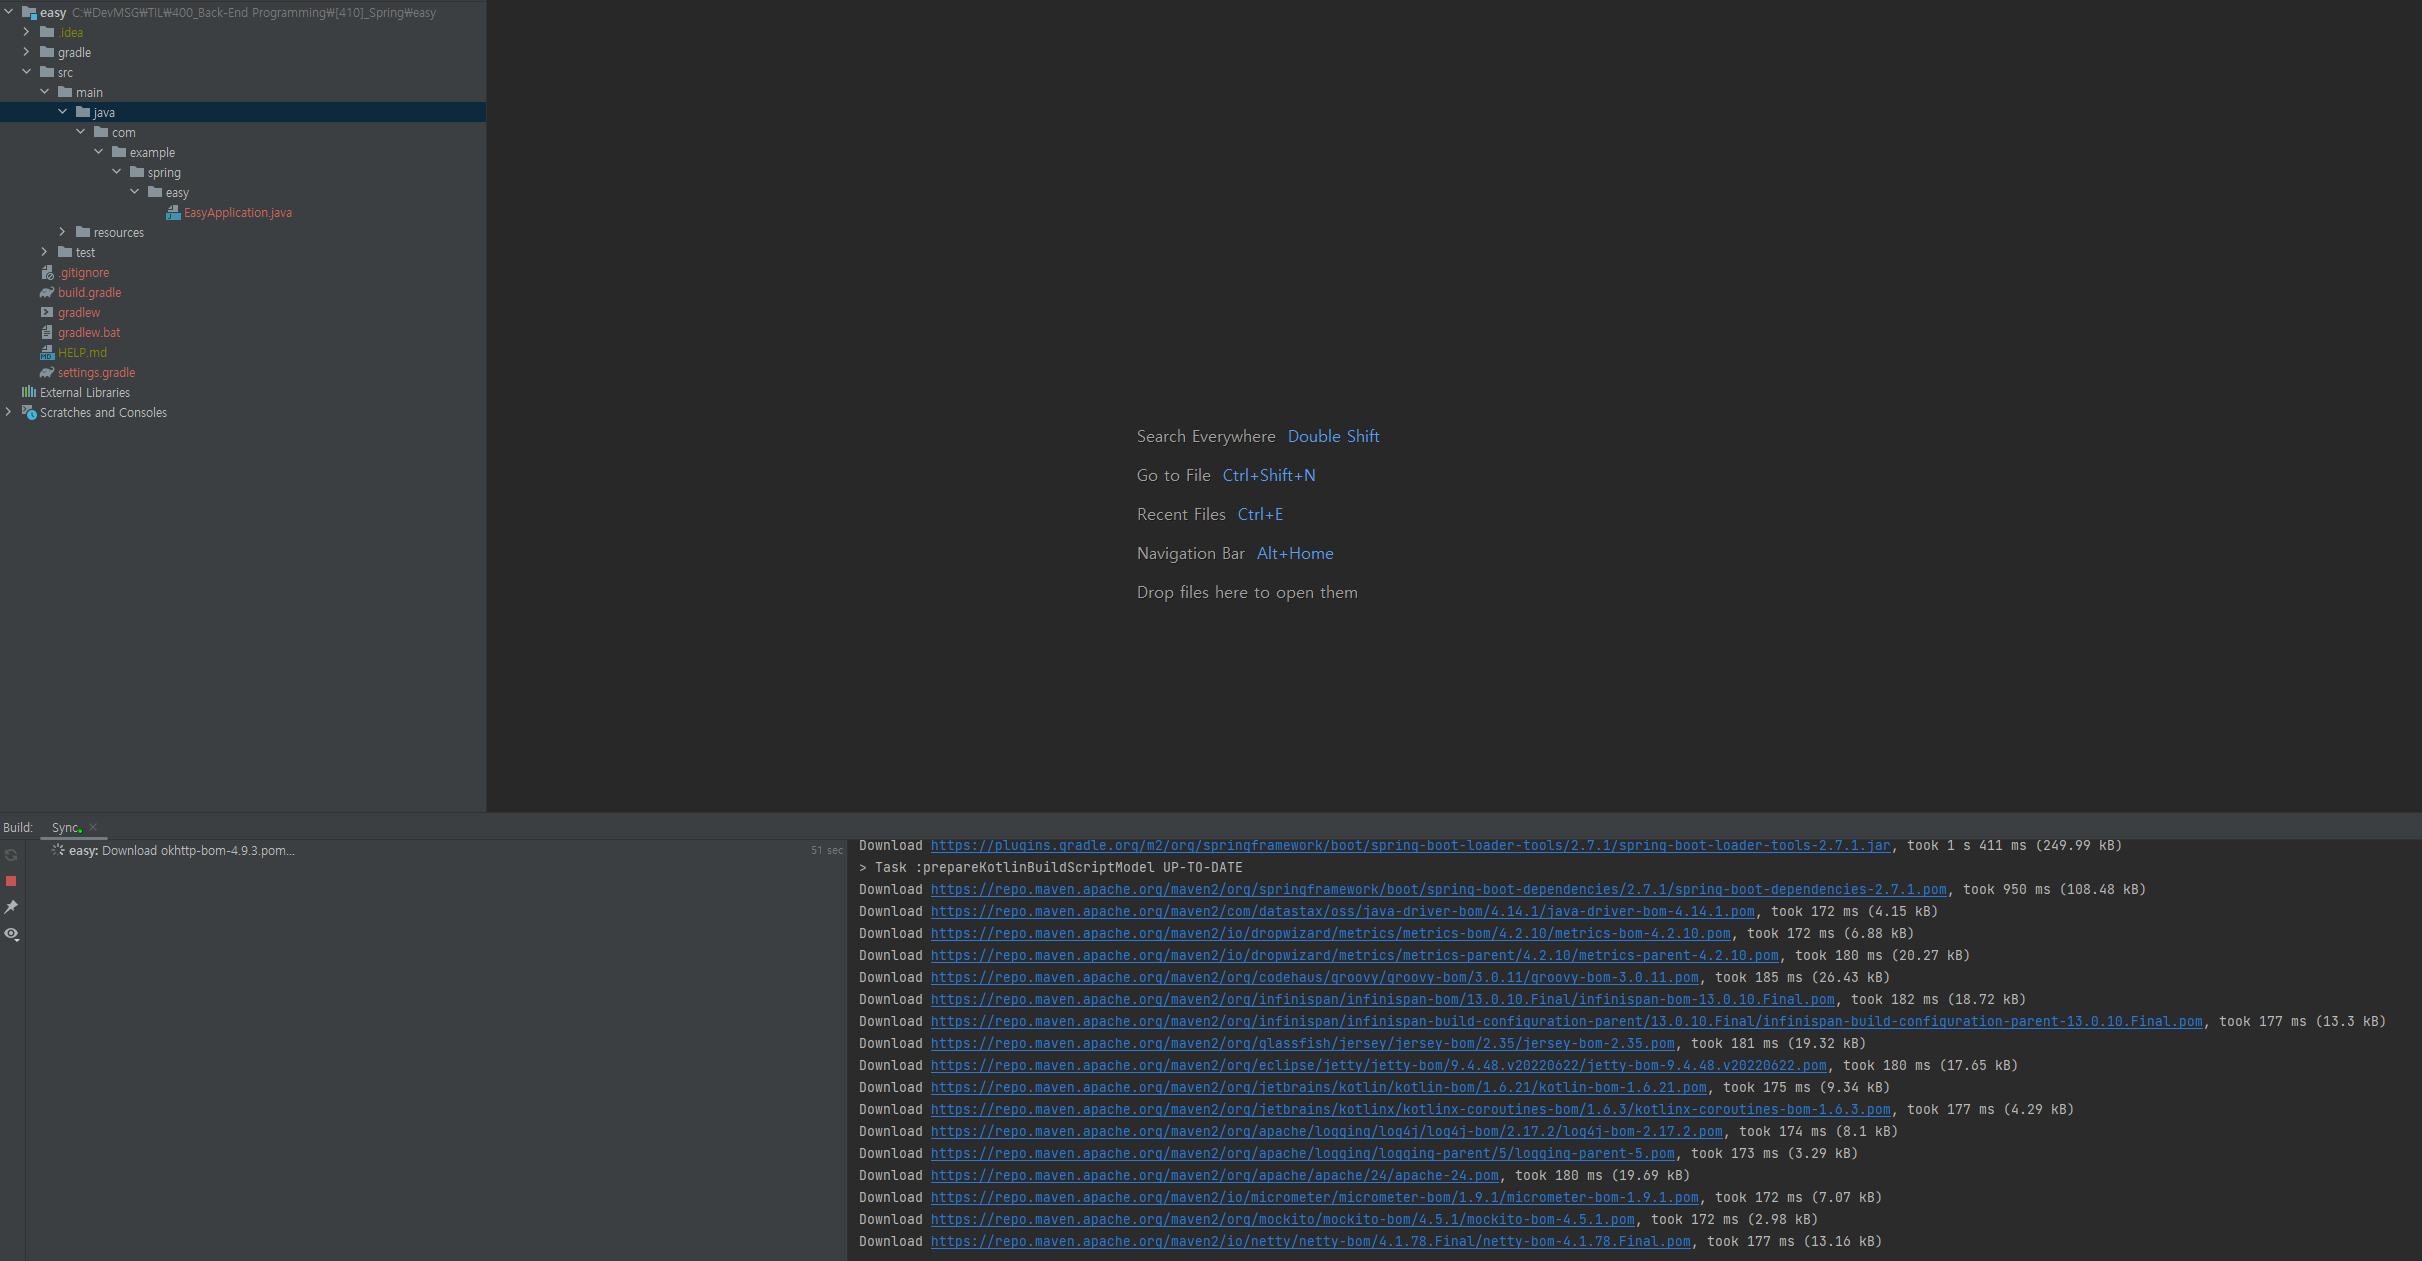 easy C:₩DevMSG₩TIL₩400_Back-End Programming₩[410]_Spring₩easy
.idea
gradle
src
main
java
com
example
spring
easy
EasyApplication.java
resources
test
.gitignore
build.gradle
gradlew
gradlew.bat
HELP.md
settings.gradle
External Libraries
Scratches and Consoles
Search Everywhere Double Shift
Go to File Ctrl+Shift+N
Recent Files Ctrl+E
Navigation Bar Alt+Home
Drop files here to open them
Build: Sync
easy: Download okhttp-bom-4.9.3.pom... 51 sec
Download https://plugins.gradle.org/m2/org/springframework/boot/spring-boot-loader-tools/2.7.1/spring-boot-loader-tools-2.7.1.jar, took 1 s 411 ms (249.99 kB)
> Task :prepareKotlinBuildScriptModel UP-TO-DATE
Download https://repo.maven.apache.org/maven2/org/springframework/boot/spring-boot-dependencies/2.7.1/spring-boot-dependencies-2.7.1.pom, took 950 ms (108.48 kB)
Download https://repo.maven.apache.org/maven2/com/datastax/oss/java-driver-bom/4.14.1/java-driver-bom-4.14.1.pom, took 172 ms (4.15 kB)
Download https://repo.maven.apache.org/maven2/io/dropwizard/metrics/metrics-bom/4.2.10/metrics-bom-4.2.10.pom, took 172 ms (6.88 kB)
Download https://repo.maven.apache.org/maven2/io/dropwizard/metrics/metrics-parent/4.2.10/metrics-parent-4.2.10.pom, took 180 ms (20.27 kB)
Download https://repo.maven.apache.org/maven2/org/codehaus/groovy/groovy-bom/3.0.11/groovy-bom-3.0.11.pom, took 185 ms (26.43 kB)
Download https://repo.maven.apache.org/maven2/org/infinispan/infinispan-bom/13.0.10.Final/infinispan-bom-13.0.10.Final.pom, took 182 ms (18.72 kB)
Download https://repo.maven.apache.org/maven2/org/infinispan/infinispan-build-configuration-parent/13.0.10.Final/infinispan-build-configuration-parent-13.0.10.Final.pom, took 177 ms (13.3 kB)
Download https://repo.maven.apache.org/maven2/org/glassfish/jersey/jersey-bom/2.35/jersey-bom-2.35.pom, took 181 ms (19.32 kB)
Download https://repo.maven.apache.org/maven2/org/eclipse/jetty/jetty-bom/9.4.48.v20220622/jetty-bom-9.4.48.v20220622.pom, took 180 ms (17.65 kB)
Download https://repo.maven.apache.org/maven2/org/jetbrains/kotlin/kotlin-bom/1.6.21/kotlin-bom-1.6.21.pom, took 175 ms (9.34 kB)
Download https://repo.maven.apache.org/maven2/org/jetbrains/kotlinx/kotlinx-coroutines-bom/1.6.3/kotlinx-coroutines-bom-1.6.3.pom, took 177 ms (4.29 kB)
Download https://repo.maven.apache.org/maven2/org/apache/logging/log4j/log4j-bom/2.17.2/log4j-bom-2.17.2.pom, took 174 ms (8.1 kB)
Download https://repo.maven.apache.org/maven2/org/apache/logging/logging-parent/5/logging-parent-5.pom, took 173 ms (3.29 kB)
Download https://repo.maven.apache.org/maven2/org/apache/apache/24/apache-24.pom, took 180 ms (19.69 kB)
Download https://repo.maven.apache.org/maven2/io/micrometer/micrometer-bom/1.9.1/micrometer-bom-1.9.1.pom, took 172 ms (7.07 kB)
Download https://repo.maven.apache.org/maven2/org/mockito/mockito-bom/4.5.1/mockito-bom-4.5.1.pom, took 172 ms (2.98 kB)
Download https://repo.maven.apache.org/maven2/io/netty/netty-bom/4.1.78.Final/netty-bom-4.1.78.Final.pom, took 177 ms (13.16 kB)